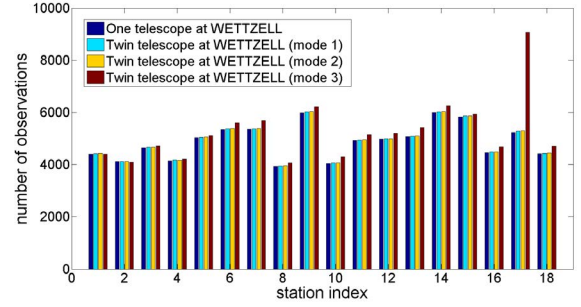 10000
8000
6000
4000
2000
0
number of observations
One telescope at WETTZELL
Twin telescope at WETTZELL (mode 1)
Twin telescope at WETTZELL (mode 2)
Twin telescope at WETTZELL (mode 3)
0 2 4 6 8 10 12 14 16 18
station index